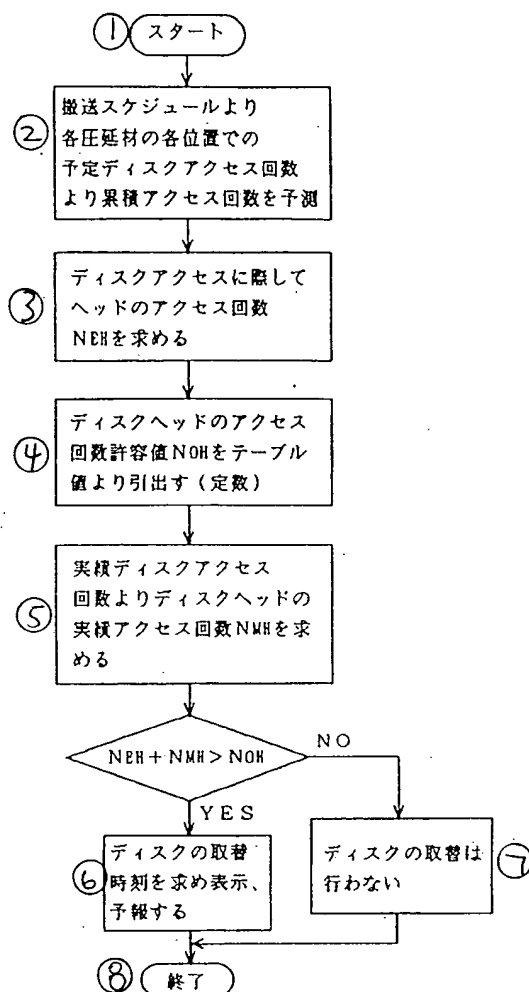 ① スタート
搬送スケジュールより
② 各圧延材の各位置での
予定ディスクアクセス回数
より累積アクセス回数を予測
ディスクアクセスに際して
③ ヘッドのアクセス回数
NEHを求める
ディスクヘッドのアクセス
④ 回数許容値NOHをテーブル
値より引出す(定数)
実績ディスクアクセス
⑤ 回数よりディスクヘッドの
実績アクセス回数NMHを求
める
NEH+NMH>NOH
NO
YES
ディスクの取替
⑥ 時刻を求め表示、
予報する
ディスクの取替は ⑦
行わない
⑧ 終了